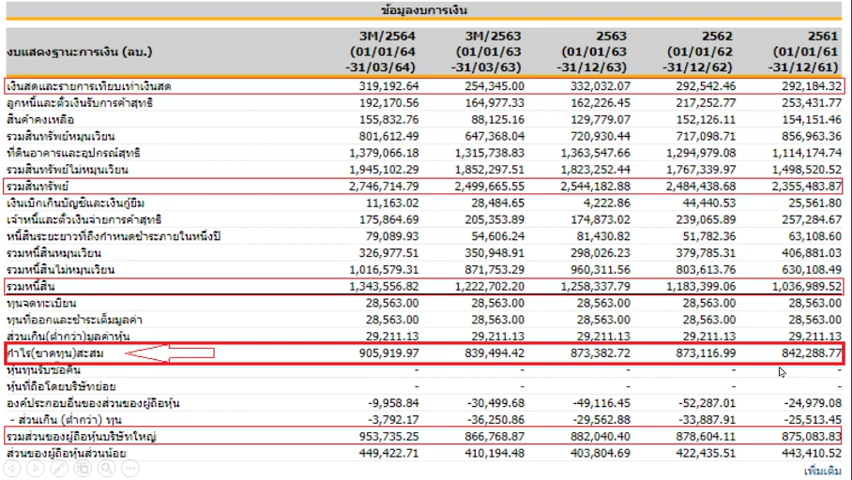 ข้อมูลงบการเงิน
งบแสดงฐานะการเงิน (ลบ.) 3M/2564 (01/01/64 -31/03/64) 3M/2563 (01/01/63 -31/03/63) 2563 (01/01/63 -31/12/63) 2562 (01/01/62 -31/12/62) 2561 (01/01/61 -31/12/61)
เงินสดและรายการเทียบเท่าเงินสด 319,192.64 254,345.00 332,032.07 292,542.46 292,184.32
ลูกหนี้และตั๋วเงินรับการค้าสุทธิ 192,170.56 164,977.33 162,226.45 217,252.77 253,431.77
สินค้าคงเหลือ 155,832.76 88,125.16 129,779.07 152,126.11 154,151.46
รวมสินทรัพย์หมุนเวียน 801,612.49 647,368.04 720,930.44 717,098.71 856,963.36
ที่ดินอาคารและอุปกรณ์สุทธิ 1,379,066.18 1,315,738.83 1,363,547.66 1,294,979.08 1,114,174.74
รวมสินทรัพย์ไม่หมุนเวียน 1,945,102.29 1,852,297.51 1,823,252.44 1,767,339.97 1,498,520.52
รวมสินทรัพย์ 2,746,714.79 2,499,665.55 2,544,182.88 2,484,438.68 2,355,483.87
เงินเบิกเกินบัญชีและเงินกู้ยืม 11,163.02 28,484.65 4,222.86 44,440.53 25,561.80
เจ้าหนี้และตั๋วเงินจ่ายการค้าสุทธิ 175,864.69 205,353.89 174,873.02 239,065.89 257,284.67
หนี้สินระยะยาวที่ถึงกำหนดชำระภายในหนึ่งปี 79,089.93 54,606.24 81,430.82 51,782.36 63,108.60
รวมหนี้สินหมุนเวียน 326,977.51 350,948.91 298,026.23 379,785.31 406,881.03
รวมหนี้สินไม่หมุนเวียน 1,016,579.31 871,753.29 960,311.56 803,613.76 630,108.49
รวมหนี้สิน 1,343,556.82 1,222,702.20 1,258,337.79 1,183,399.06 1,036,989.52
ทุนจดทะเบียน 28,563.00 28,563.00 28,563.00 28,563.00 28,563.00
ทุนที่ออกและชำระเต็มมูลค่า 28,563.00 28,563.00 28,563.00 28,563.00 28,563.00
ส่วนเกิน(ต่ำกว่า)มูลค่าหุ้น 29,211.13 29,211.13 29,211.13 29,211.13 29,211.13
กำไร(ขาดทุน)สะสม 905,919.97 839,494.42 873,382.72 873,116.99 842,288.77
หุ้นทุนรับซื้อคืน - - - - -
หุ้นที่ถือโดยบริษัทย่อย - - - - -
องค์ประกอบอื่นของส่วนของผู้ถือหุ้น -9,958.84 -30,499.68 -49,116.45 -52,287.01 -24,979.08
- ส่วนเกิน (ต่ำกว่า) ทุน -3,792.17 -36,250.86 -29,562.88 -33,887.91 -25,513.45
รวมส่วนของผู้ถือหุ้นบริษัทใหญ่ 953,735.25 866,768.87 882,040.40 878,604.11 875,083.83
ส่วนของผู้ถือหุ้นส่วนน้อย 449,422.71 410,194.48 403,804.69 422,435.51 443,410.52
เพิ่มเติม